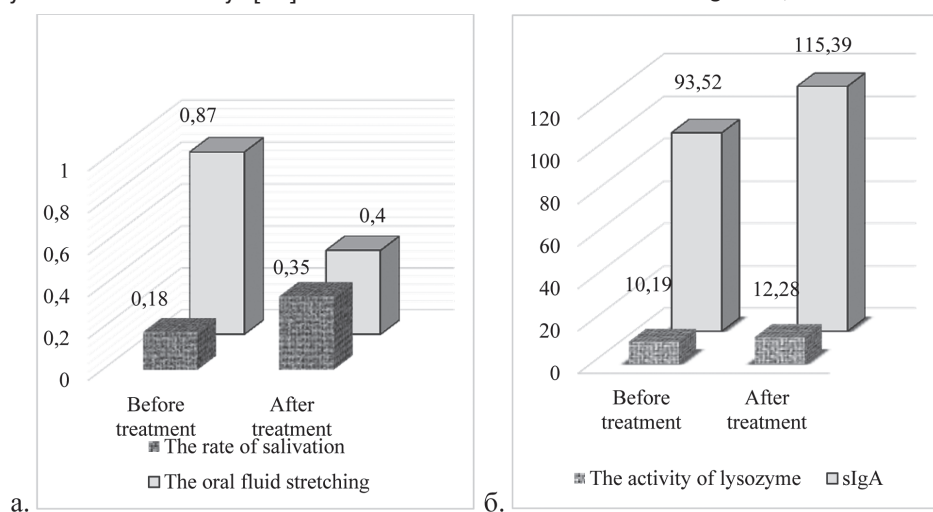 0,87
1
0,8
0,6
0,4
0,2
0
0,18
0,35
0,4
Before
treatment
After
treatment
The rate of salivation
The oral fluid stretching
а.
115,39
93,52
120
100
80
60
40
20
0
10,19
12,28
Before
treatment
After
treatment
The activity of lysozyme
sIgA
б.